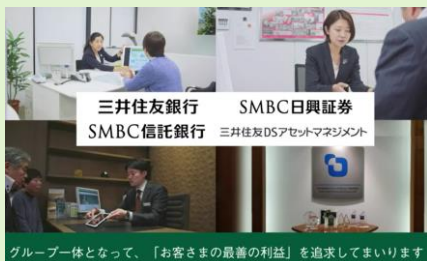 三井住友銀行 SMBC日興証券
SMBC信託銀行 三井住友DSアセットマネジメント
グループ一体となって、「お客さまの最善の利益」を追求してまいります